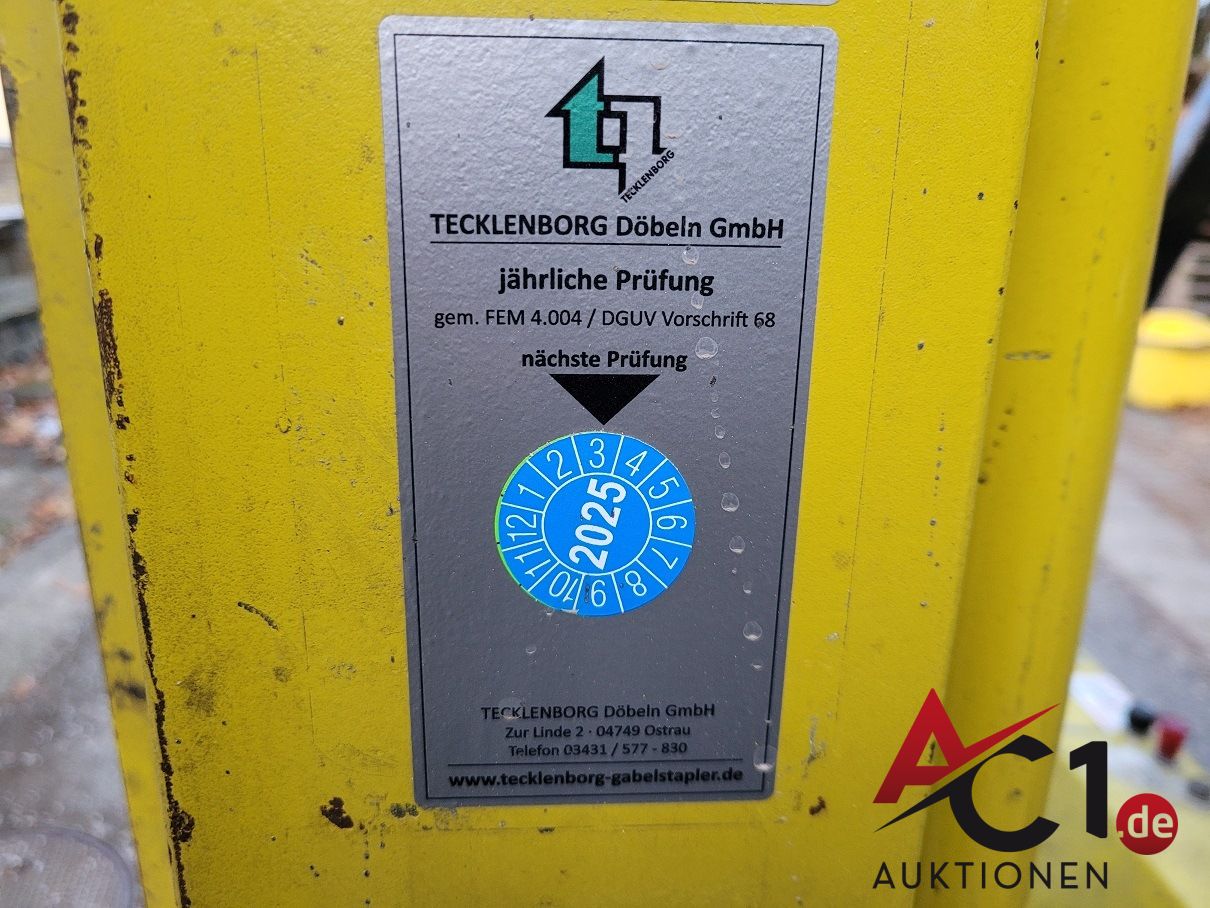 TECKLENBORG
TECKLENBORG Döbeln GmbH
jährliche Prüfung
gem. FEM 4.004 / DGUV Vorschrift 68
nächste Prüfung
1 2 3 4 5 6 7 8 9 10 11 12
2025
TECKLENBORG Döbeln GmbH
Zur Linde 2 · 04749 Ostrau
Telefon 03431 / 577 - 830
www.tecklenborg-gabelstapler.de
AC1.de
AUKTIONEN